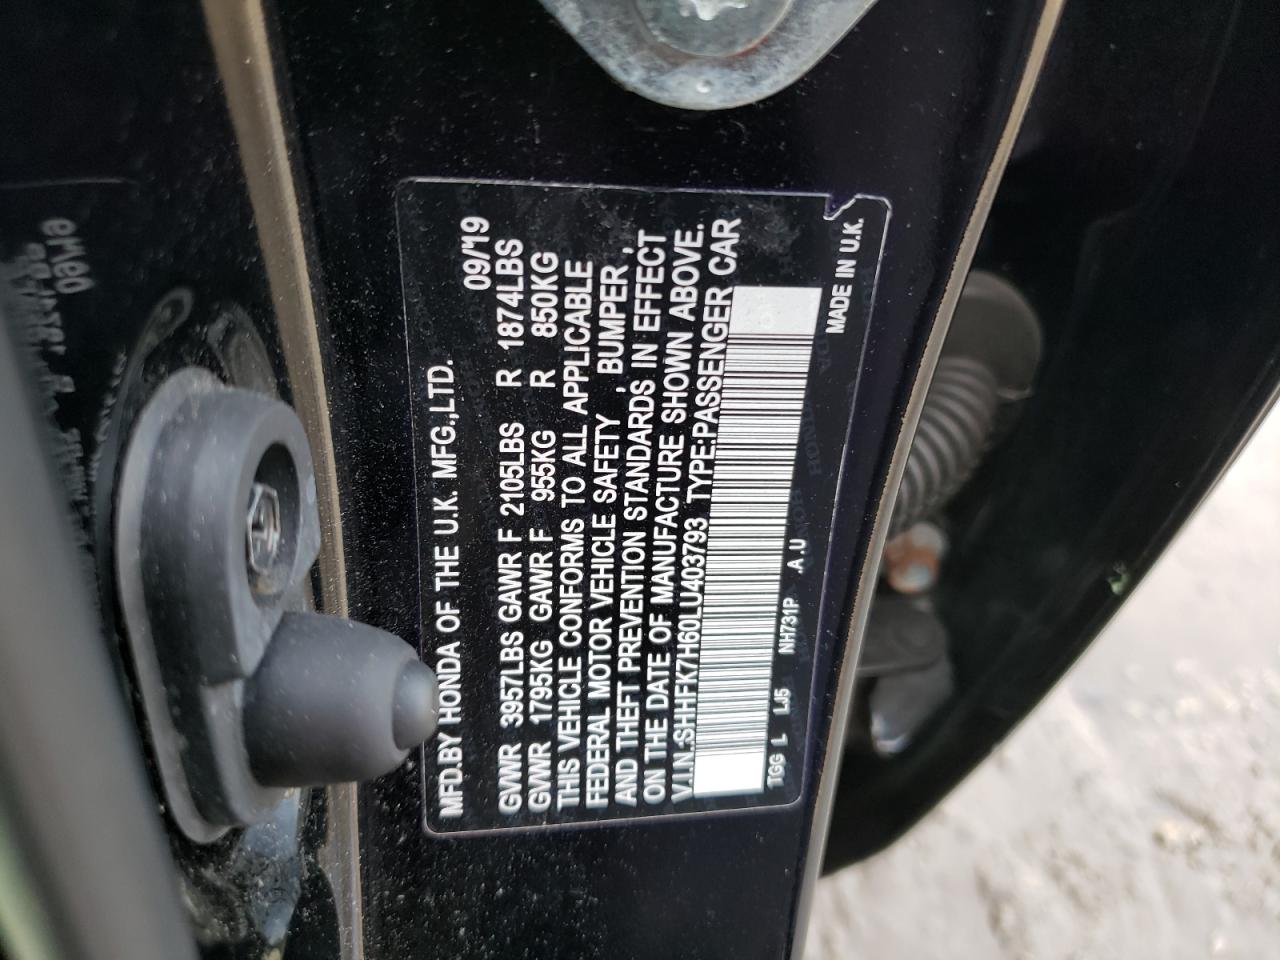 MFD.BY HONDA OF THE U.K. MFG.,LTD.
09/'19
GVWR 3957LBS GAWR F 2105LBS R 1874LBS
GVWR 1795KG GAWR F 955KG R 850KG
THIS VEHICLE CONFORMS TO ALL APPLICABLE
FEDERAL MOTOR VEHICLE SAFETY , BUMPER ,
AND THEFT PREVENTION STANDARDS IN EFFECT
ON THE DATE OF MANUFACTURE SHOWN ABOVE.
V.I.N.:SHHFK7H60LU403793 TYPE:PASSENGER CAR
TGG L LJ5 NH731P .A.U MADE IN U.K.